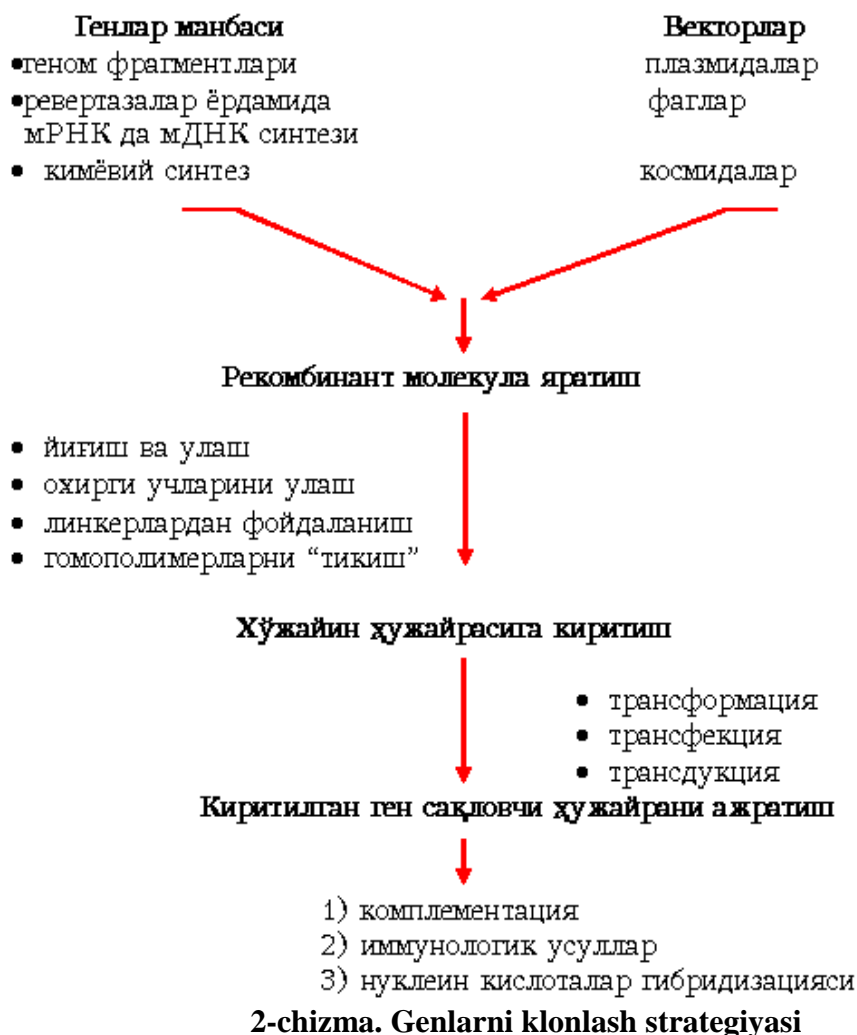 Генлар манбаси
•геном фрагментлари
•ревертазалар ёрдамида
мРНК да мДНК синтези
• кимёвий синтез
Векторлар
плазмидалар
фаглар
космидалар
Рекомбинант молекула яратиш
• йиғиш ва улаш
• охирги учларини улаш
• линкерлардан фойдаланиш
• гомополимерларни “тикиш”
Хўжайин ҳужайрасига киритиш
• трансформация
• трансфекция
• трансдукция
Киритилган ген сақловчи ҳужайрани ажратиш
1) комплементация
2) иммунологик усуллар
3) нуклеин кислоталар гибридизацияси
2-chizma. Genlarni klonlash strategiyasi